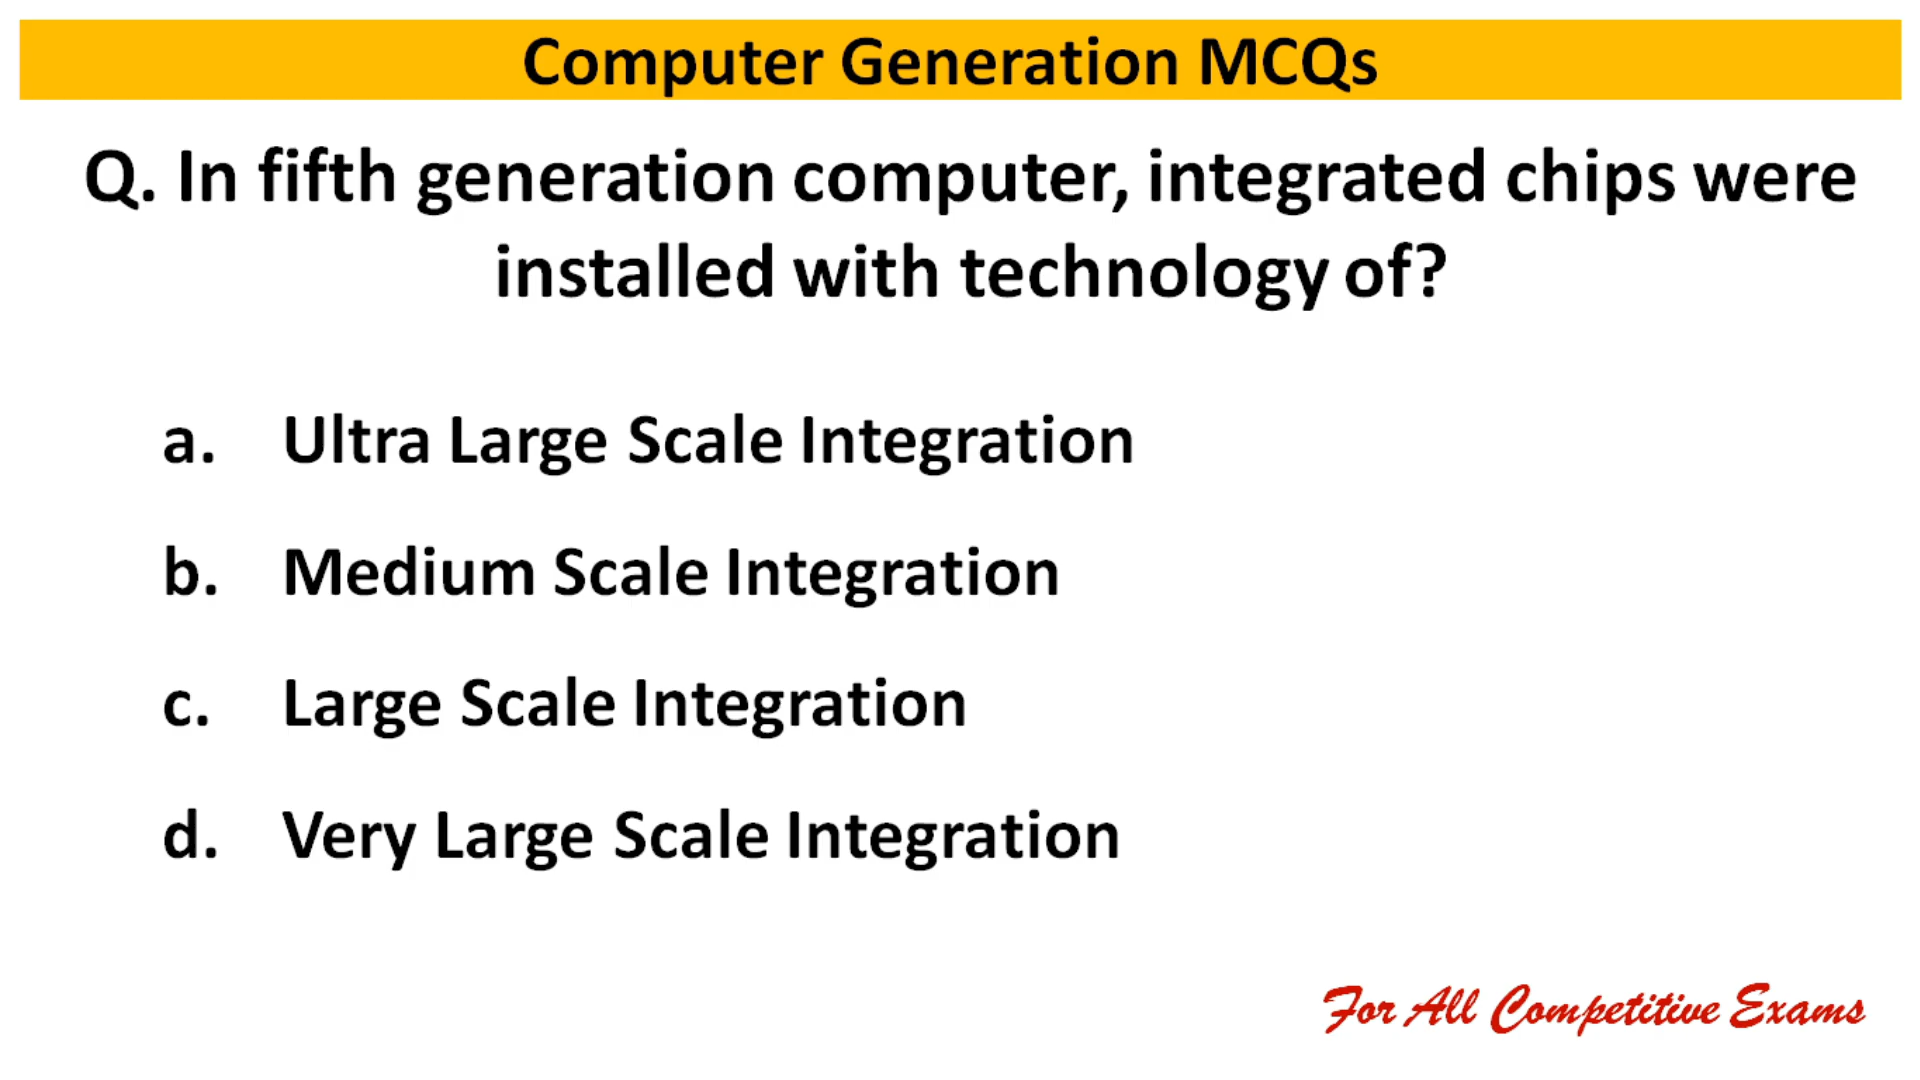 Computer Generation MCQs
Q. In fifth generation computer, integrated chips were
installed with technology of?
a. Ultra Large Scale Integration
b. Medium Scale Integration
c. Large Scale Integration
d. Very Large Scale Integration
For All Competitive Exams